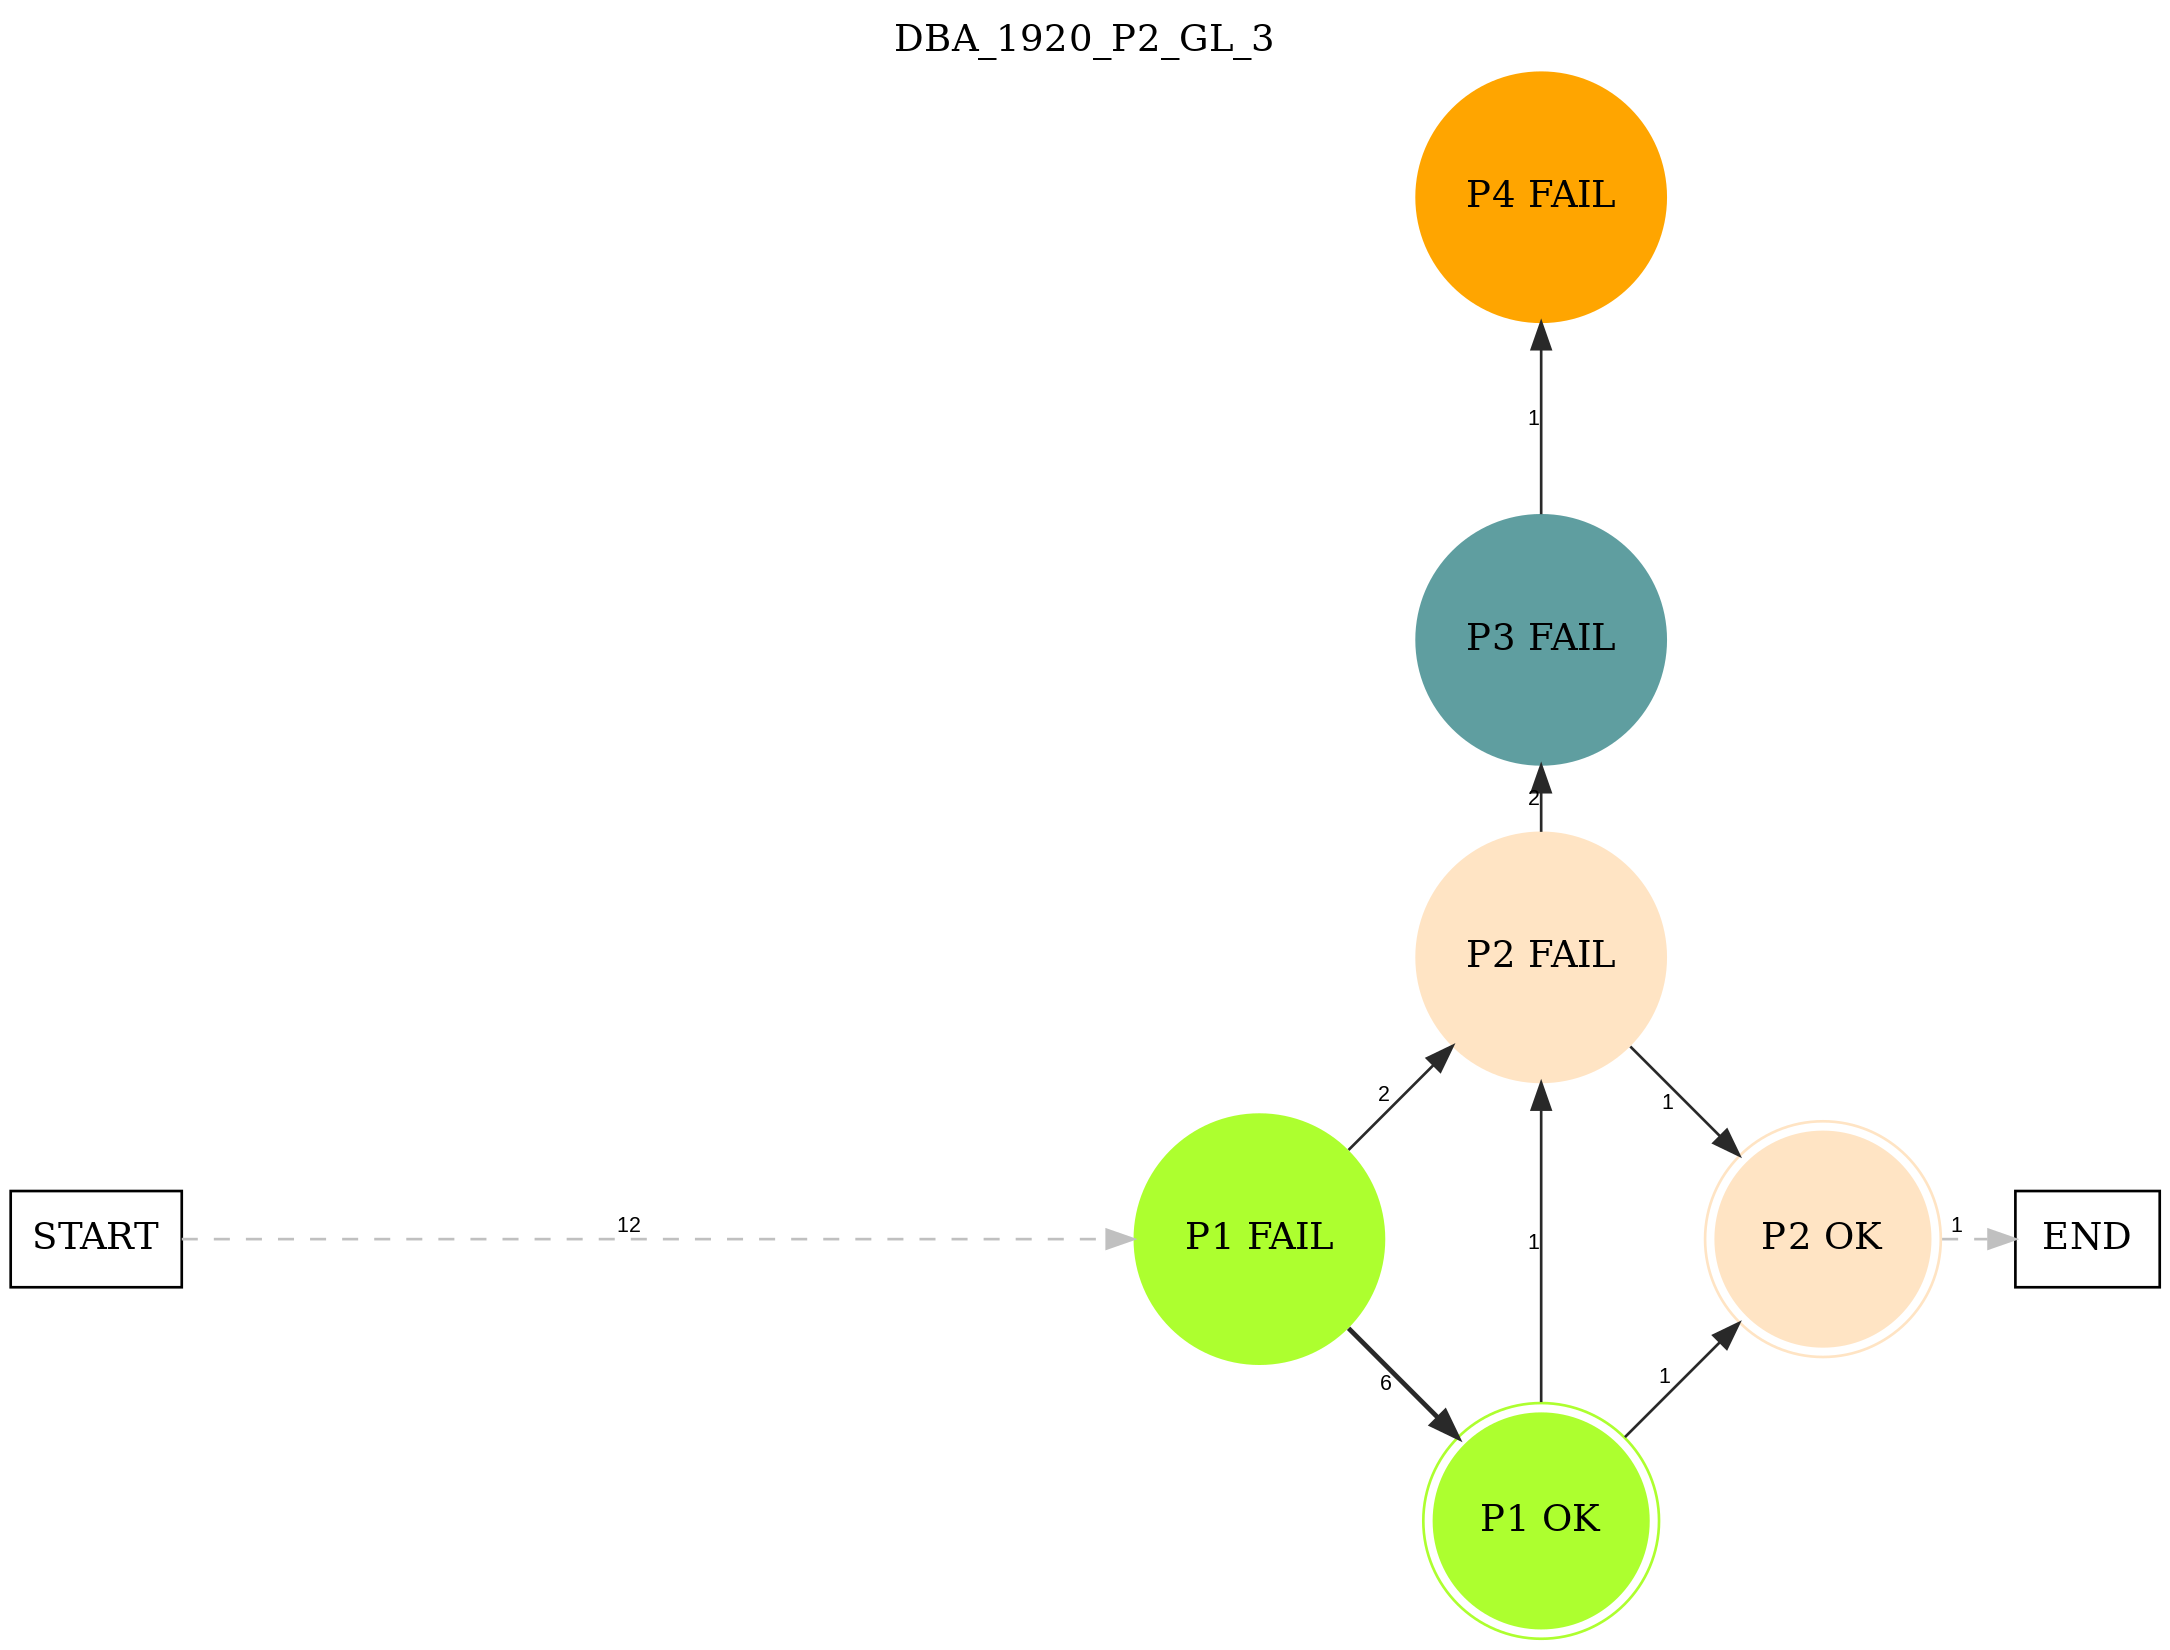 DBA_1920_P2_GL_3
P4 FAIL
1
P3 FAIL
2
P2 FAIL
2
1
START
12
P1 FAIL
1
P2 OK
1
END
6
1
P1 OK